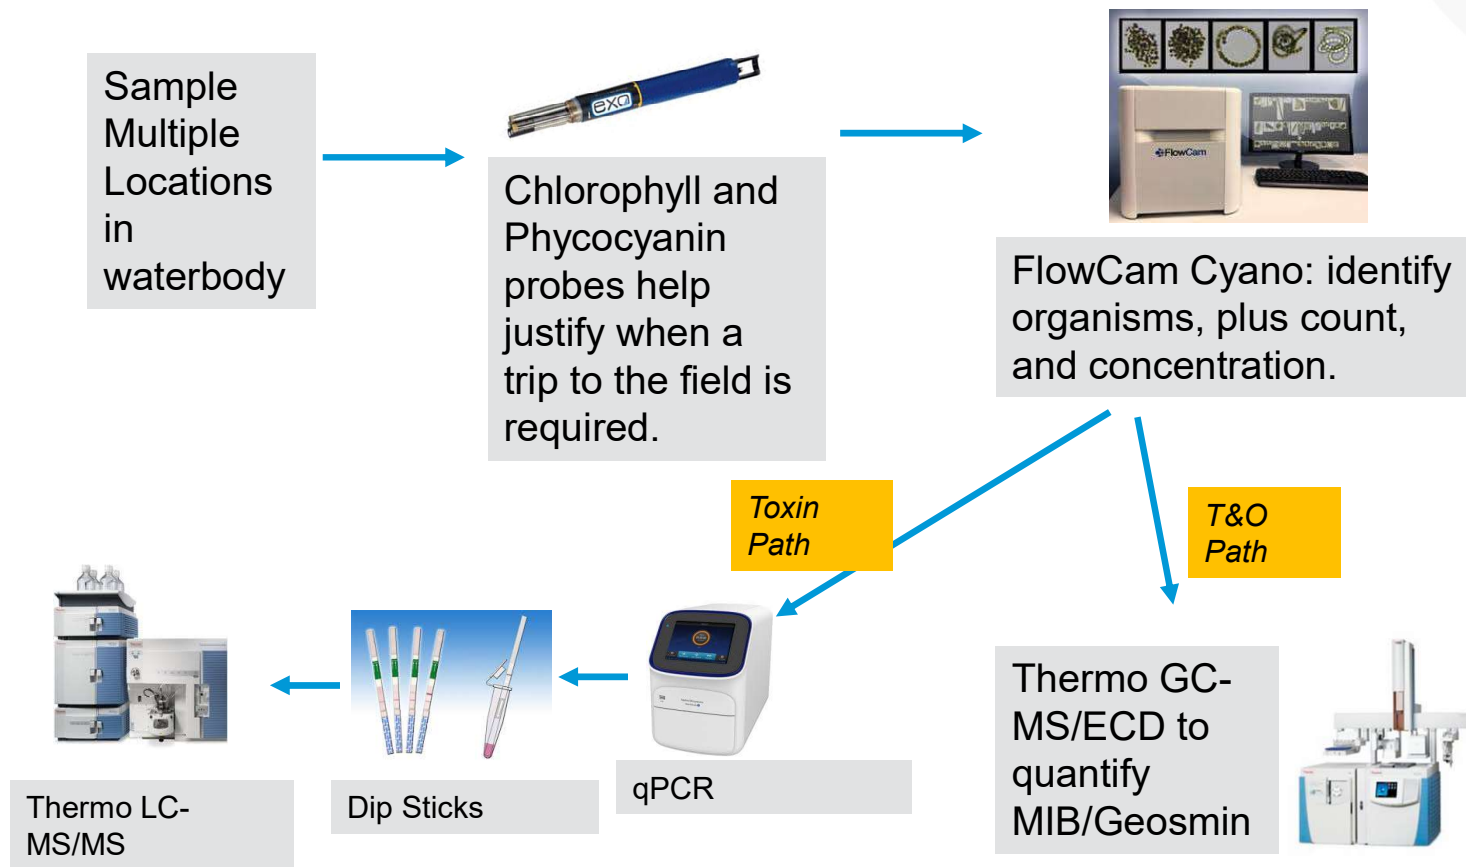 Sample
Multiple
Locations
in
waterbody
exo
Chlorophyll and
Phycocyanin
probes help
justify when a
trip to the field is
required.
FlowCam
FlowCam Cyano: identify
organisms, plus count,
and concentration.
Toxin
Path
T&O
Path
Thermo LC-
MS/MS
Dip Sticks
qPCR
Thermo GC-
MS/ECD to
quantify
MIB/Geosmin